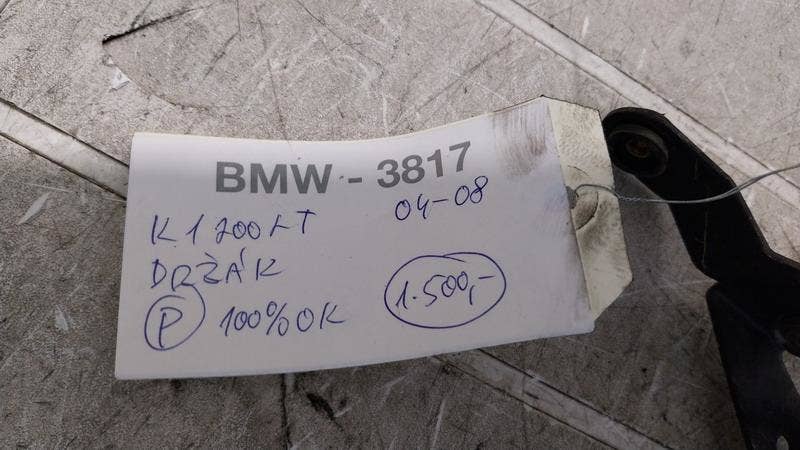 BMW - 3817
K1200LT 04-08
DRŽÁK
P 100% OK 1.500,-